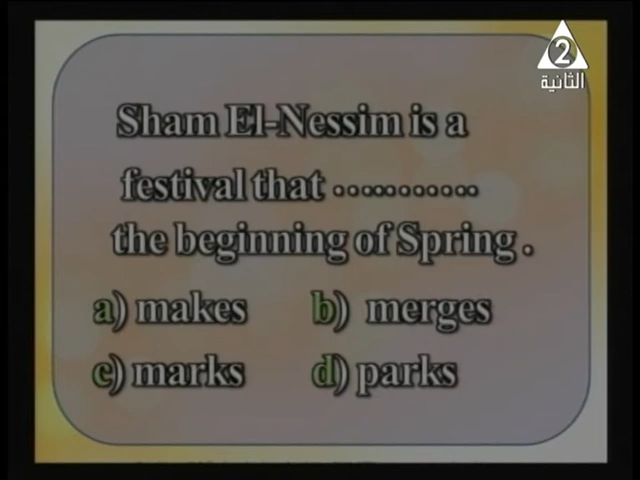 2
الثانية
Sham El-Nessim is a
festival that ...........
the beginning of Spring .
a) makes b) merges
c) marks d) parks